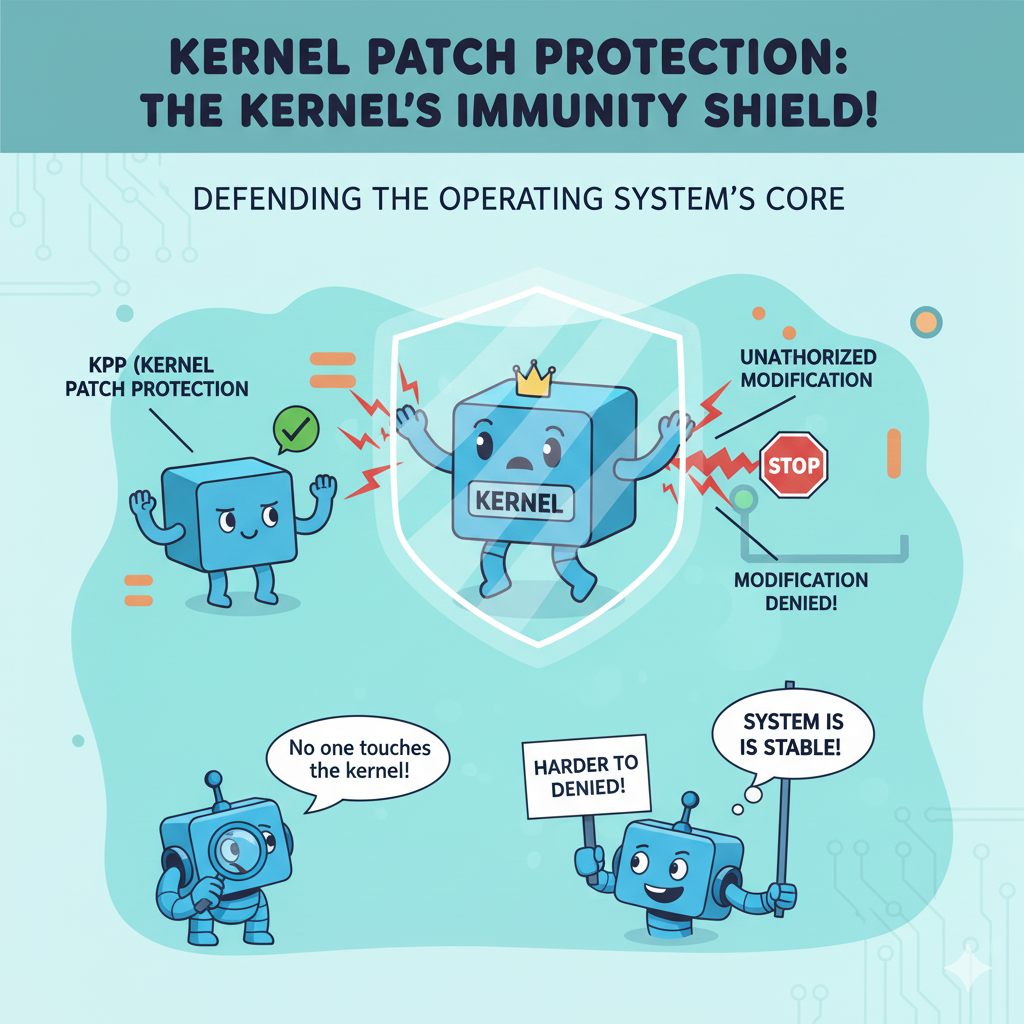 KERNEL PATCH PROTECTION:
THE KERNEL'S IMMUNITY SHIELD!
DEFENDING THE OPERATING SYSTEM'S CORE
KPP (KERNEL
PATCH PROTECTION
UNATHORIZED
MODIFICATION
KERNEL
STOP
MODIFICATION
DENIED!
No one touches
the kernel!
HARDER TO
DENIED!
SYSTEM IS
IS STABLE!